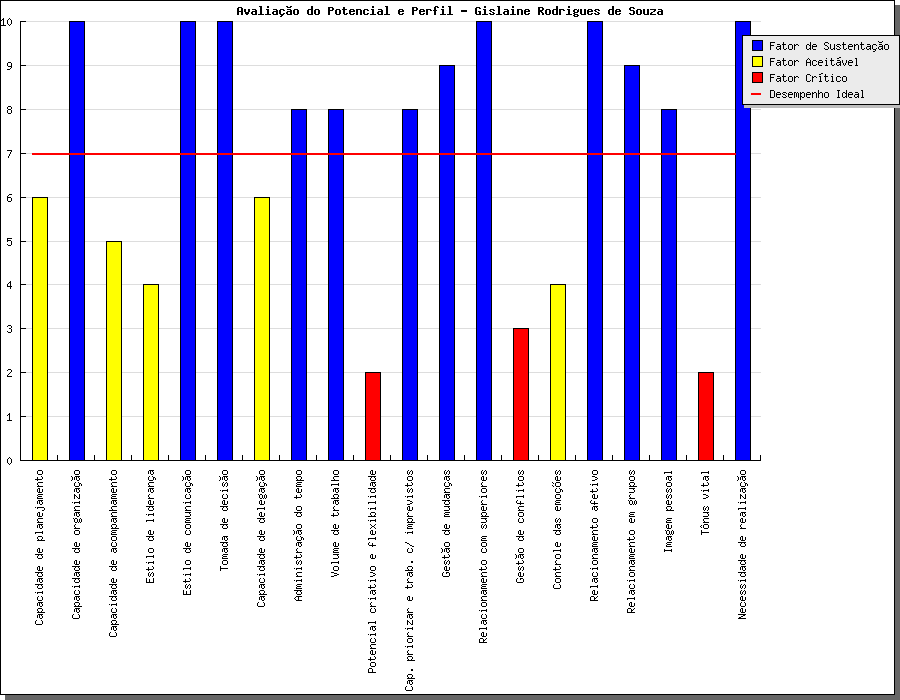 Avaliação do Potencial e Perfil - Gislaine Rodrigues de Souza
Fator de Sustentação
Fator Aceitável
Fator Crítico
Desempenho Ideal
10
9
8
7
6
5
4
3
2
1
0
Capacidade de planejamento
Capacidade de organização
Capacidade de acompanhamento
Estilo de liderança
Estilo de comunicação
Tomada de decisão
Capacidade de delegação
Administração do tempo
Volume de trabalho
Potencial criativo e flexibilidade
Cap. priorizar e trab. c/ imprevistos
Gestão de mudanças
Relacionamento com superiores
Gestão de conflitos
Controle das emoções
Relacionamento afetivo
Relacionamento em grupos
Imagem pessoal
Tônus vital
Necessidade de realização